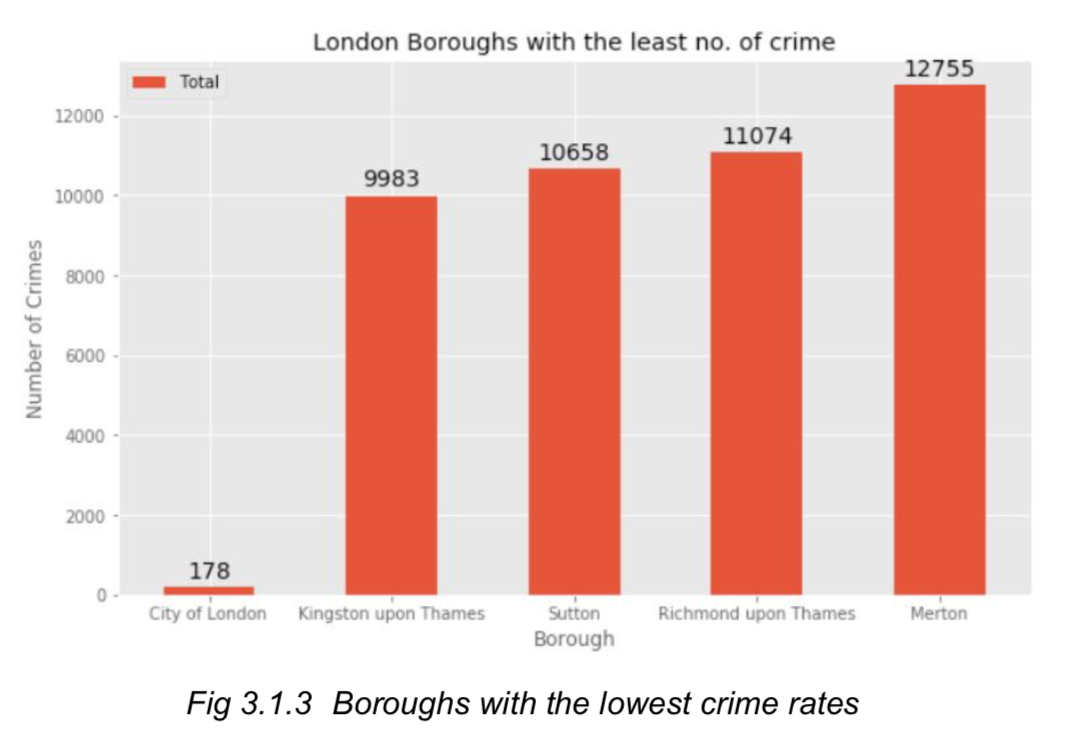 London Boroughs with the least no. of crime
Total
12755
11074
10658
9983
178
12000
10000
8000
6000
4000
2000
0
Number of Crimes
City of London Kingston upon Thames Sutton Richmond upon Thames Merton
Borough
Fig 3.1.3 Boroughs with the lowest crime rates